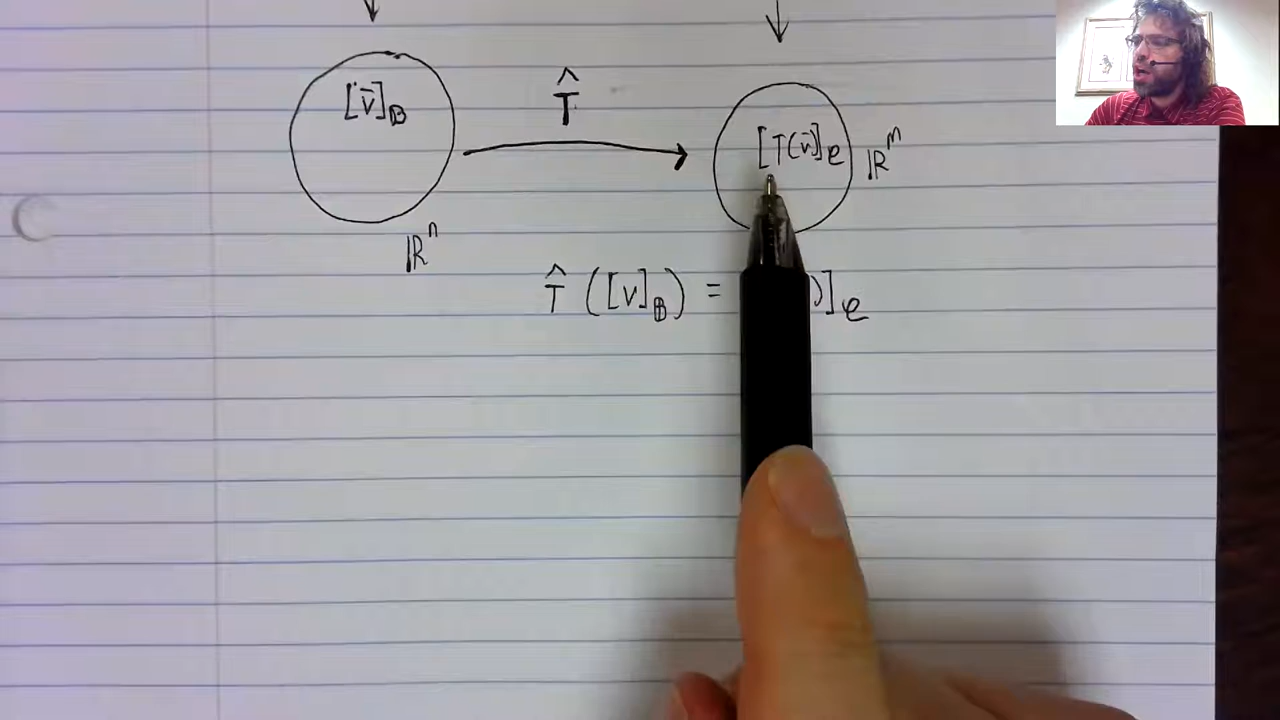 [v̄]_B
T̂
[T(v̄)]_e ℝ^m
ℝ^n
T̂ ([v]_B) = )]_e